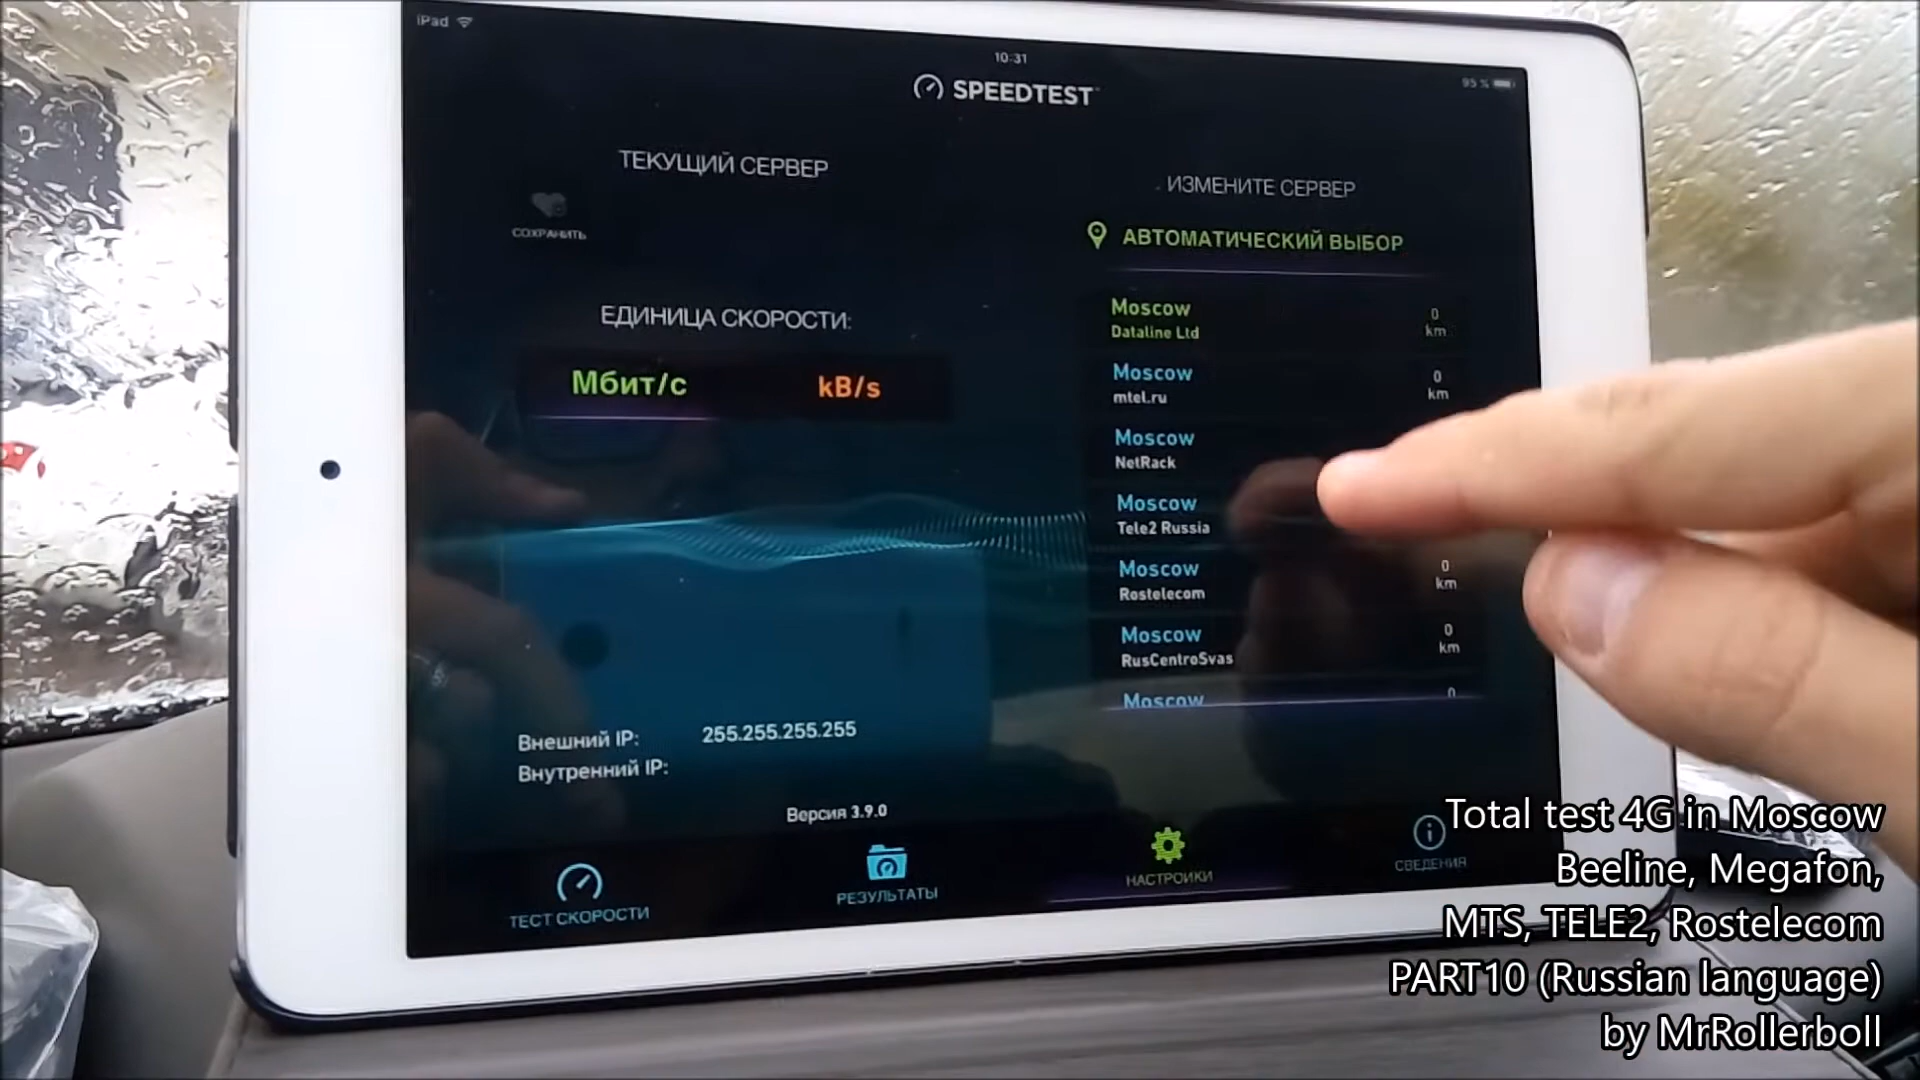 iPad
10:31
95 %
SPEEDTEST
ТЕКУЩИЙ СЕРВЕР
СОХРАНИТЬ
ЕДИНИЦА СКОРОСТИ:
Мбит/с kB/s
Внешний IP: 255.255.255.255
Внутренний IP:
Версия 3.9.0
ИЗМЕНИТЕ СЕРВЕР
АВТОМАТИЧЕСКИЙ ВЫБОР
Moscow 0
Dataline Ltd km
Moscow 0
mtel.ru km
Moscow
NetRack
Moscow
Tele2 Russia
Moscow 0
Rostelecom km
Moscow 0
RusCentroSvas km
Moscow 0
ТЕСТ СКОРОСТИ
РЕЗУЛЬТАТЫ
НАСТРОЙКИ
СВЕДЕНИЯ
Total test 4G in Moscow
Beeline, Megafon,
MTS, TELE2, Rostelecom
PART10 (Russian language)
by MrRollerboll